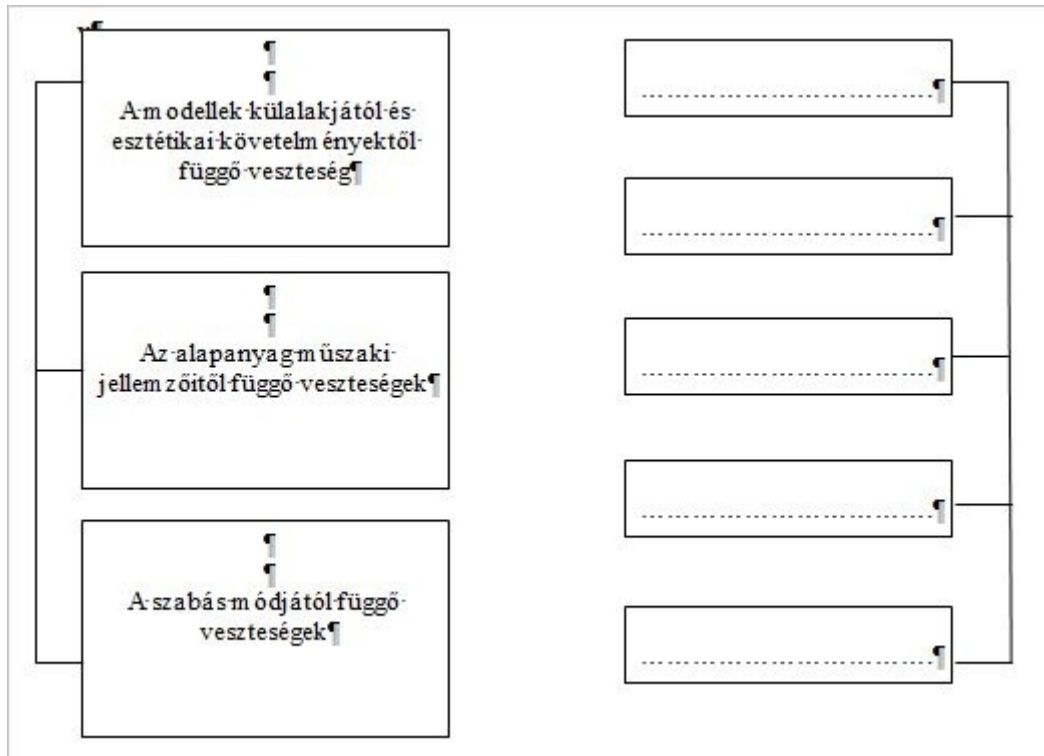 ¶
¶
¶
A·modellek·külalakjától·és·
esztétikai·követelményektől·
függő·veszteség¶
¶
¶
Az·alapanyag·műszaki·
jellemzőitől·függő·veszteségek¶
¶
¶
A·szabás·módjától·függő·
veszteségek¶
........................................¶
........................................¶
........................................¶
........................................¶
........................................¶